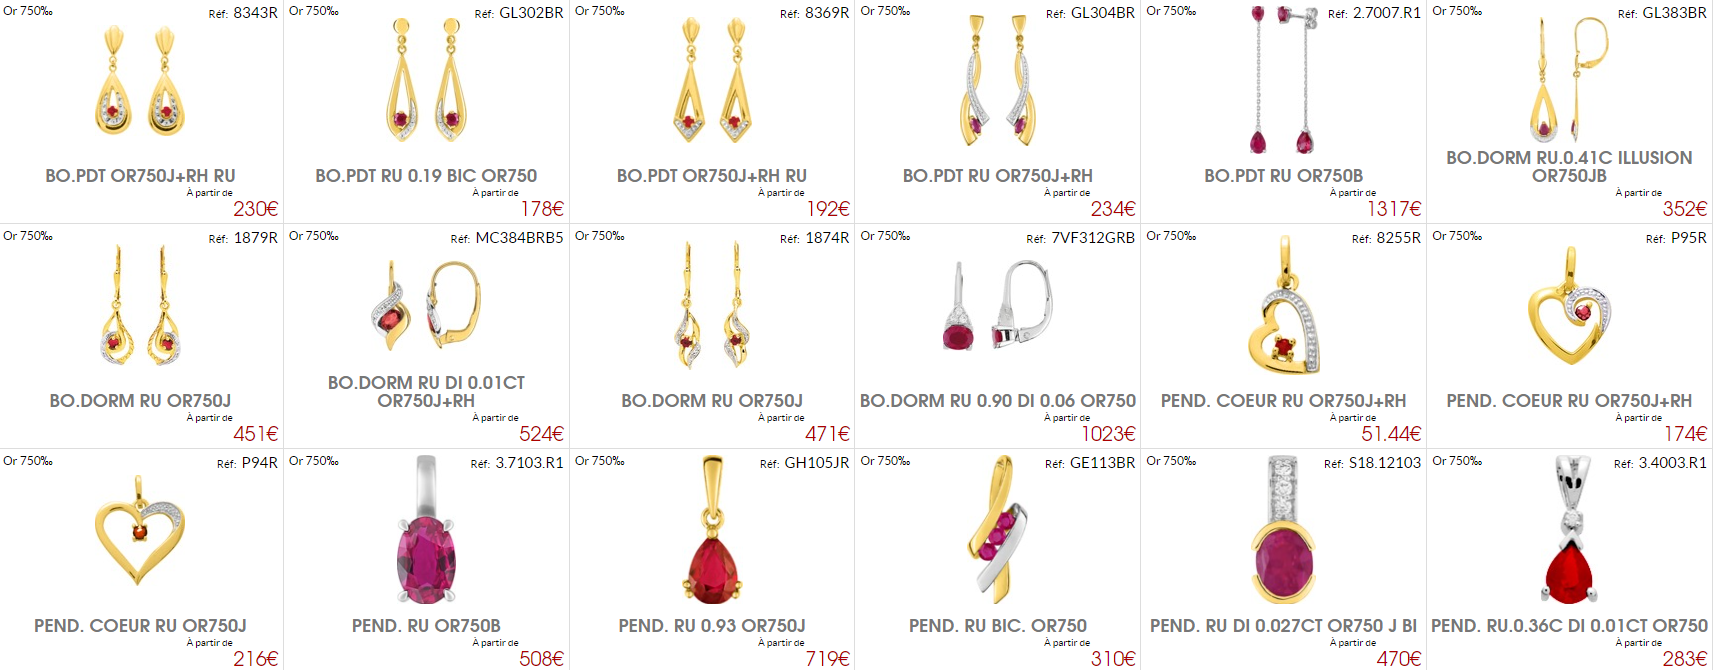 Or 750‰ Réf: 8343R
BO.PDT OR750J+RH RU
À partir de
230€
Or 750‰ Réf: GL302BR
BO.PDT RU 0.19 BIC OR750
À partir de
178€
Or 750‰ Réf: 8369R
BO.PDT OR750J+RH RU
À partir de
192€
Or 750‰ Réf: GL304BR
BO.PDT RU OR750J+RH
À partir de
234€
Or 750‰ Réf: 2.7007.R1
BO.PDT RU OR750B
À partir de
1317€
Or 750‰ Réf: GL383BR
BO.DORM RU.0.41C ILLUSION
OR750JB
À partir de
352€
Or 750‰ Réf: 1879R
BO.DORM RU OR750J
À partir de
451€
Or 750‰ Réf: MC384BRB5
BO.DORM RU DI 0.01CT
OR750J+RH
À partir de
524€
Or 750‰ Réf: 1874R
BO.DORM RU OR750J
À partir de
471€
Or 750‰ Réf: 7VF312GRB
BO.DORM RU 0.90 DI 0.06 OR750
À partir de
1023€
Or 750‰ Réf: 8255R
PEND. COEUR RU OR750J+RH
À partir de
51.44€
Or 750‰ Réf: P95R
PEND. COEUR RU OR750J+RH
À partir de
174€
Or 750‰ Réf: P94R
PEND. COEUR RU OR750J
À partir de
216€
Or 750‰ Réf: 3.7103.R1
PEND. RU OR750B
À partir de
508€
Or 750‰ Réf: GH105JR
PEND. RU 0.93 OR750J
À partir de
719€
Or 750‰ Réf: GE113BR
PEND. RU BIC. OR750
À partir de
310€
Or 750‰ Réf: S18.12103
PEND. RU DI 0.027CT OR750 J BI
À partir de
470€
Or 750‰ Réf: 3.4003.R1
PEND. RU.0.36C DI 0.01CT OR750
À partir de
283€